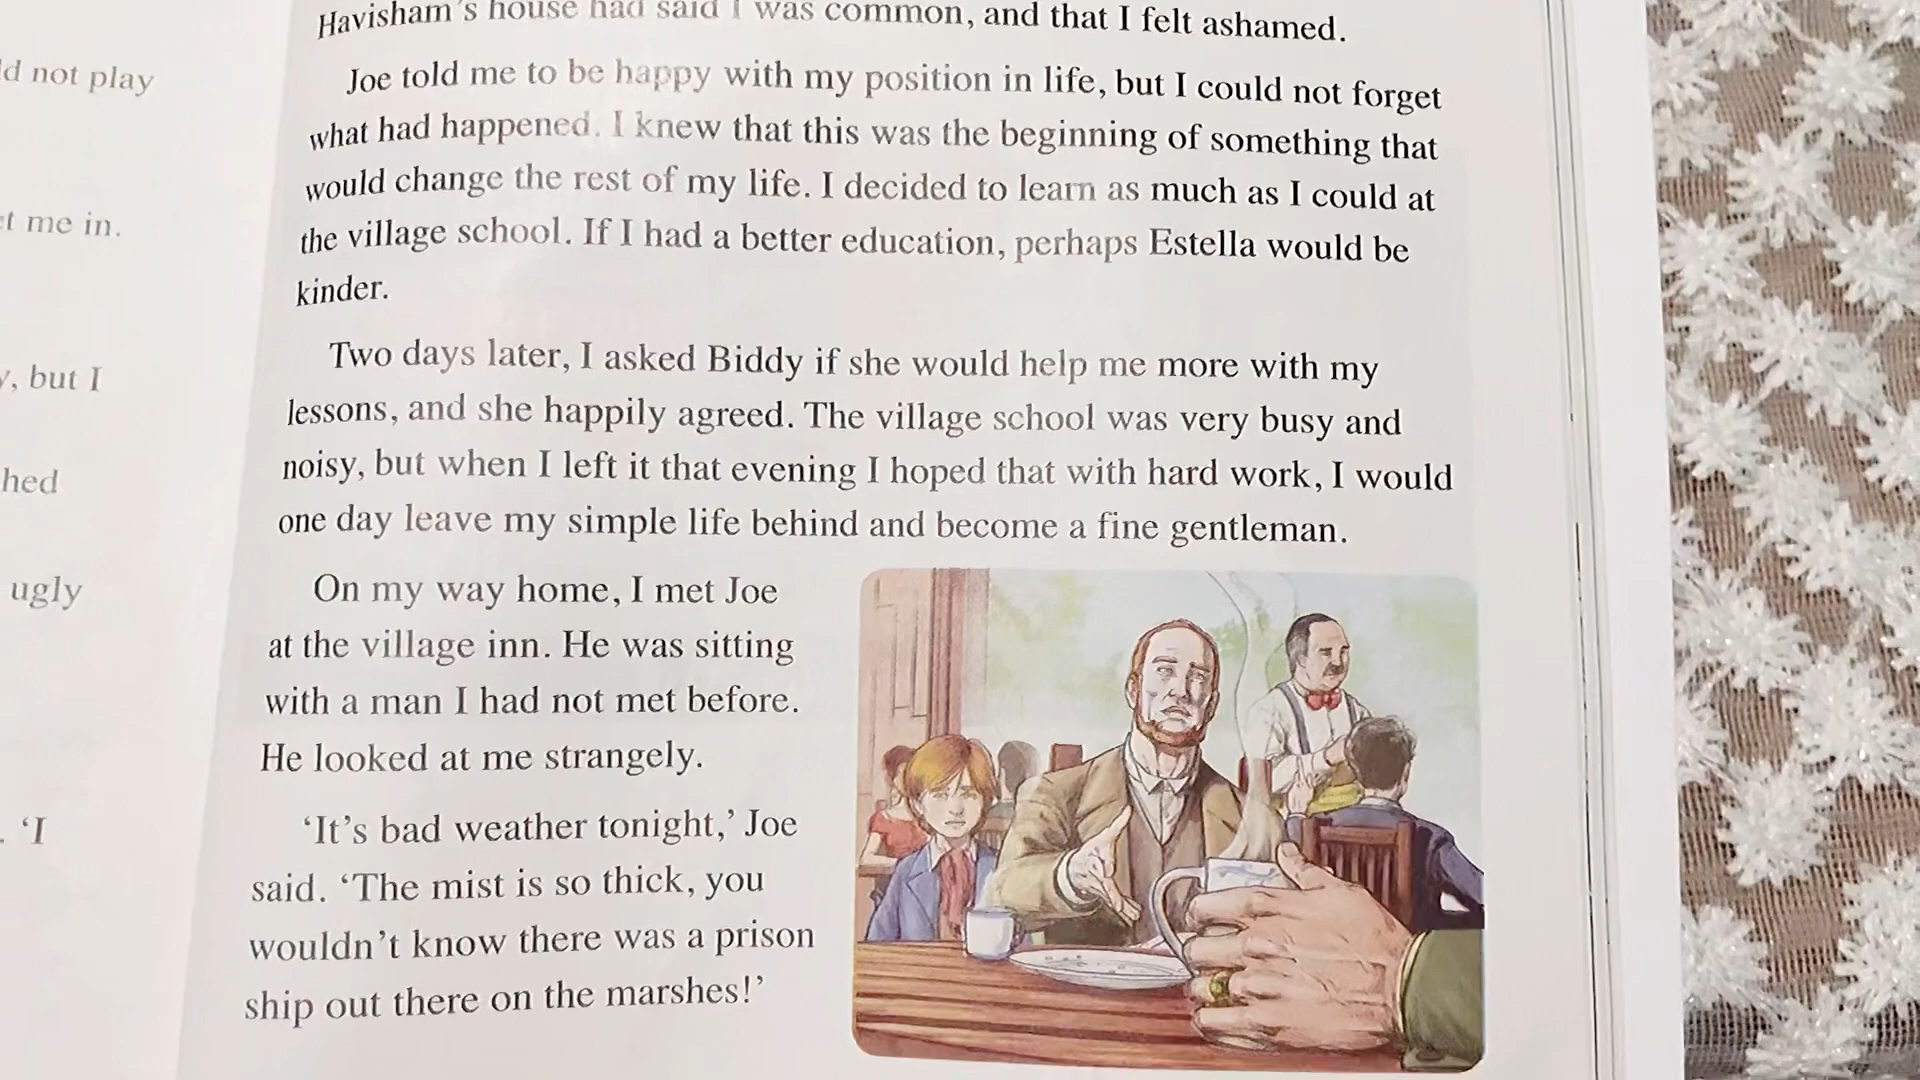 d not play
t me in.
, but I
hed
ugly
. ‘I
Havisham’s house had said I was common, and that I felt ashamed.
Joe told me to be happy with my position in life, but I could not forget
what had happened. I knew that this was the beginning of something that
would change the rest of my life. I decided to learn as much as I could at
the village school. If I had a better education, perhaps Estella would be
kinder.
Two days later, I asked Biddy if she would help me more with my
lessons, and she happily agreed. The village school was very busy and
noisy, but when I left it that evening I hoped that with hard work, I would
one day leave my simple life behind and become a fine gentleman.
On my way home, I met Joe
at the village inn. He was sitting
with a man I had not met before.
He looked at me strangely.
‘It’s bad weather tonight,’ Joe
said. ‘The mist is so thick, you
wouldn’t know there was a prison
ship out there on the marshes!’